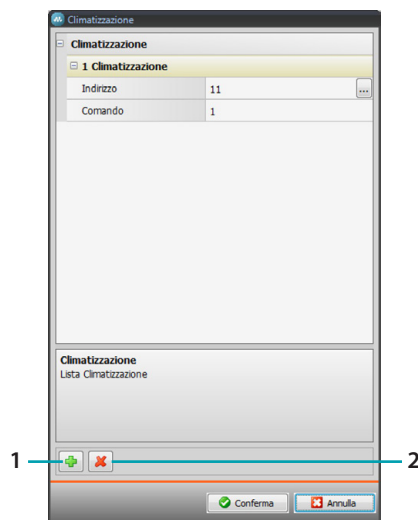 Climatizzazione
Climatizzazione
1 Climatizzazione
Indirizzo 11 ...
Comando 1
Climatizzazione
Lista Climatizzazione
1 2
Conferma Annulla